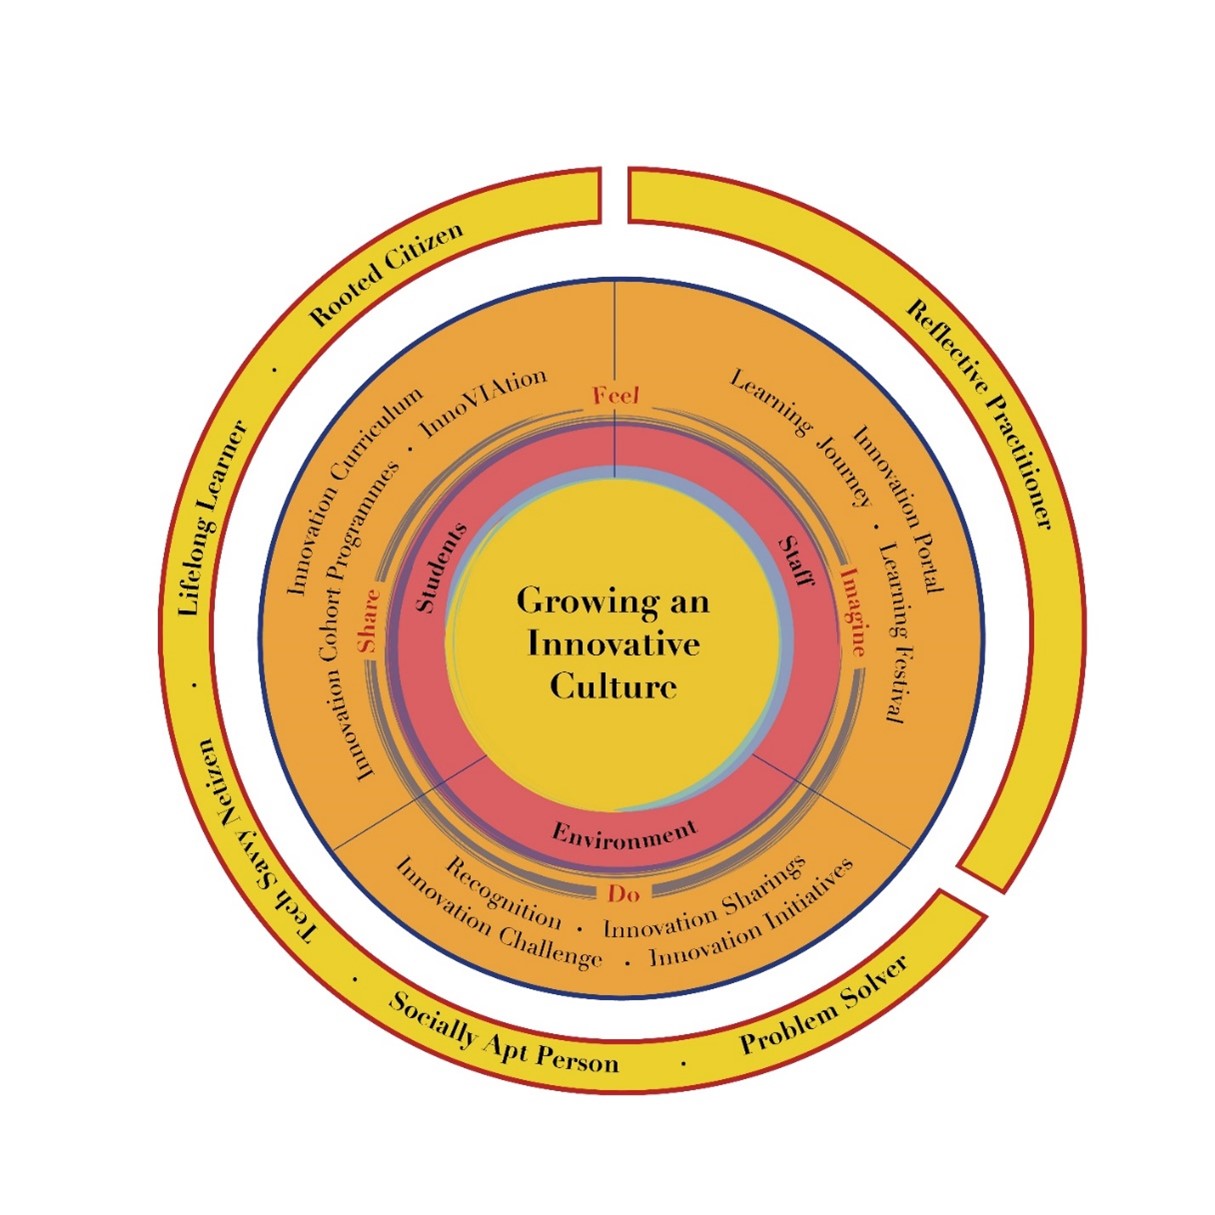 Growing an
Innovative
Culture
Students
Staff
Environment
Feel
Imagine
Do
Share
Innovation Curriculum
Innovation Cohort Programmes · InnoVIAtion
Learning Journey · Learning Festival
Innovation Portal
Recognition · Innovation Sharings
Innovation Challenge · Innovation Initiatives
Reflective Practitioner
Rooted Citizen · Lifelong Learner · Tech Savvy Netizen · Socially Apt Person · Problem Solver